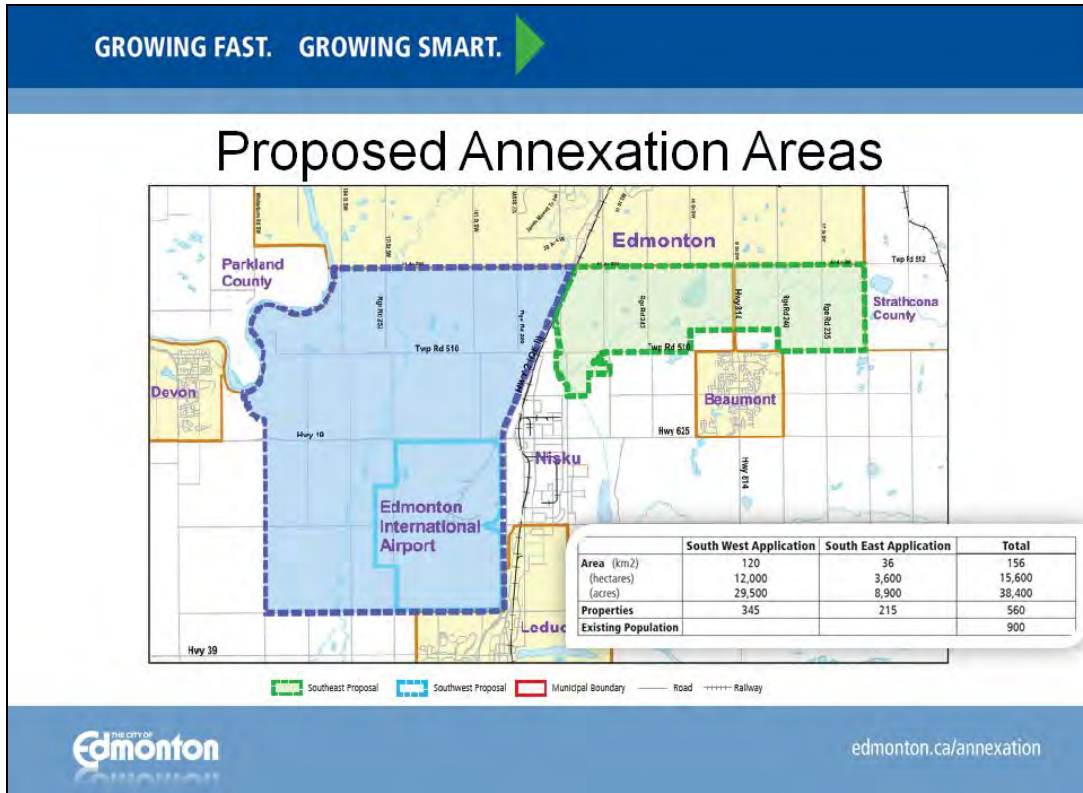 GROWING FAST. GROWING SMART.
Proposed Annexation Areas
Edmonton
Parkland
County
Twp Rd 512
Strathcona
County
Hwy 814
Rge Rd 235
Twp Rd 510
Twp Rd 510
Devon
Beaumont
Hwy 19
Hwy 625
Nisku
Hwy 814
Edmonton
International
Airport
Leduc
Hwy 39
South West Application South East Application Total
Area (km2) 120 36 156
(hectares) 12,000 3,600 15,600
(acres) 29,500 8,900 38,400
Properties 345 215 560
Existing Population 900
Southeast Proposal Southwest Proposal Municipal Boundary Road Railway
THE CITY OF
Edmonton
edmonton.ca/annexation